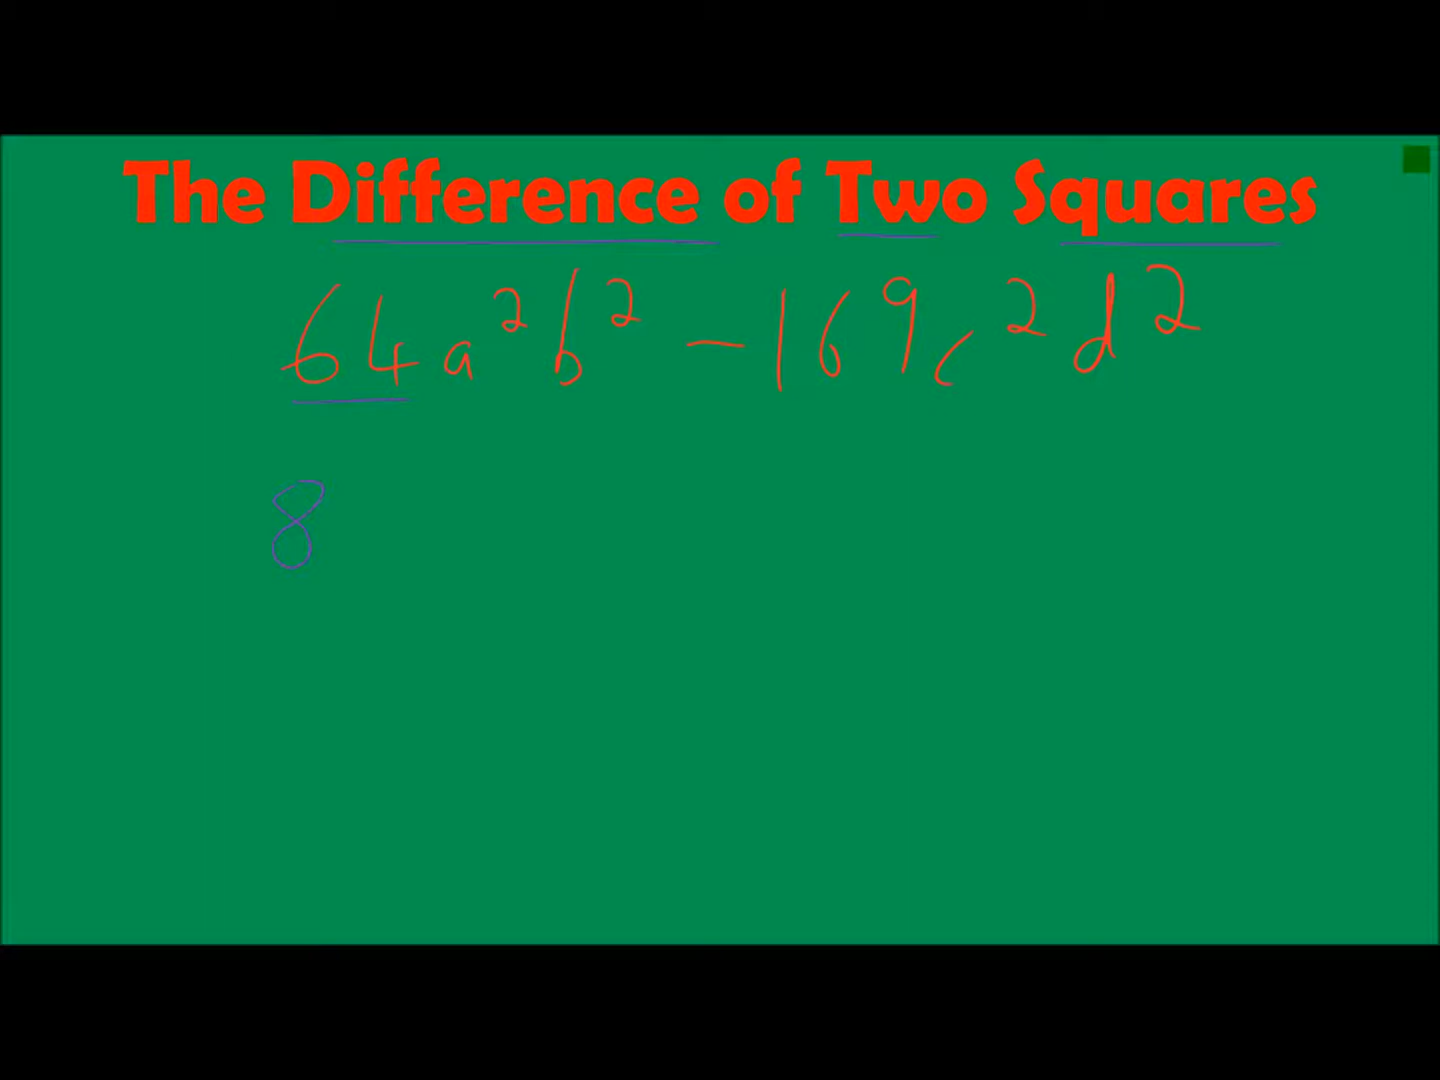 The Difference of Two Squares
64a²b² – 169c²d²
8